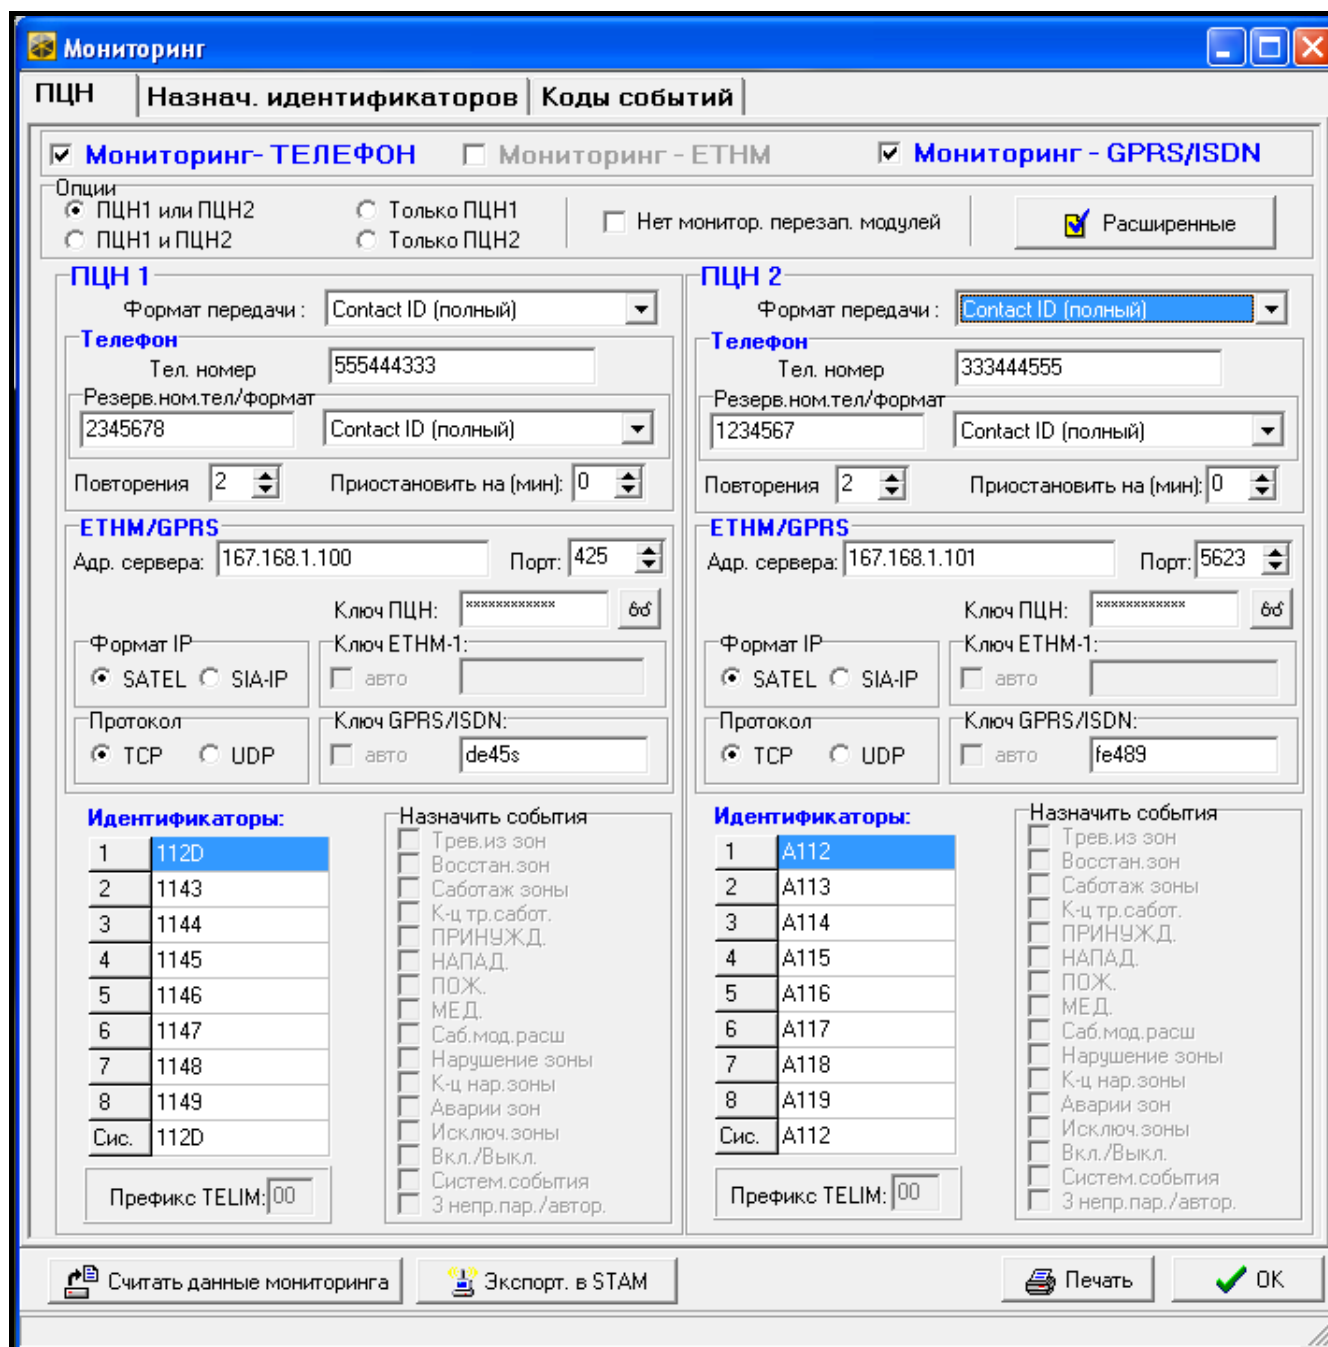 Мониторинг
ПЦН Назнач. идентификаторов Коды событий
Мониторинг- ТЕЛЕФОН Мониторинг - ETHM Мониторинг - GPRS/ISDN
Опции
ПЦН1 или ПЦН2 Только ПЦН1
ПЦН1 и ПЦН2 Только ПЦН2
Нет монитор. перезап. модулей
Расширенные
ПЦН 1
Формат передачи : Contact ID (полный)
Телефон
Тел. номер 555444333
Резерв.ном.тел/формат
2345678 Contact ID (полный)
Повторения 2 Приостановить на (мин): 0
ETHM/GPRS
Адр. сервера: 167.168.1.100 Порт: 425
Ключ ПЦН: ************
Формат IP
SATEL SIA-IP
Ключ ETHM-1:
авто
Протокол
TCP UDP
Ключ GPRS/ISDN:
авто de45s
Идентификаторы:
1 112D
2 1143
3 1144
4 1145
5 1146
6 1147
7 1148
8 1149
Сис. 112D
Префикс TELIM: 00
Назначить события
Трев.из зон
Восстан.зон
Саботаж зоны
К-ц тр.сабот.
ПРИНУЖД.
НАПАД.
ПОЖ.
МЕД.
Саб.мод.расш
Нарушение зоны
К-ц нар.зоны
Аварии зон
Исключ.зоны
Вкл./Выкл.
Систем.события
3 непр.пар./автор.
ПЦН 2
Формат передачи : Contact ID (полный)
Телефон
Тел. номер 333444555
Резерв.ном.тел/формат
1234567 Contact ID (полный)
Повторения 2 Приостановить на (мин): 0
ETHM/GPRS
Адр. сервера: 167.168.1.101 Порт: 5623
Ключ ПЦН: ************
Формат IP
SATEL SIA-IP
Ключ ETHM-1:
авто
Протокол
TCP UDP
Ключ GPRS/ISDN:
авто fe489
Идентификаторы:
1 A112
2 A113
3 A114
4 A115
5 A116
6 A117
7 A118
8 A119
Сис. A112
Префикс TELIM: 00
Назначить события
Трев.из зон
Восстан.зон
Саботаж зоны
К-ц тр.сабот.
ПРИНУЖД.
НАПАД.
ПОЖ.
МЕД.
Саб.мод.расш
Нарушение зоны
К-ц нар.зоны
Аварии зон
Исключ.зоны
Вкл./Выкл.
Систем.события
3 непр.пар./автор.
Считать данные мониторинга Экспорт. в STAM Печать OK